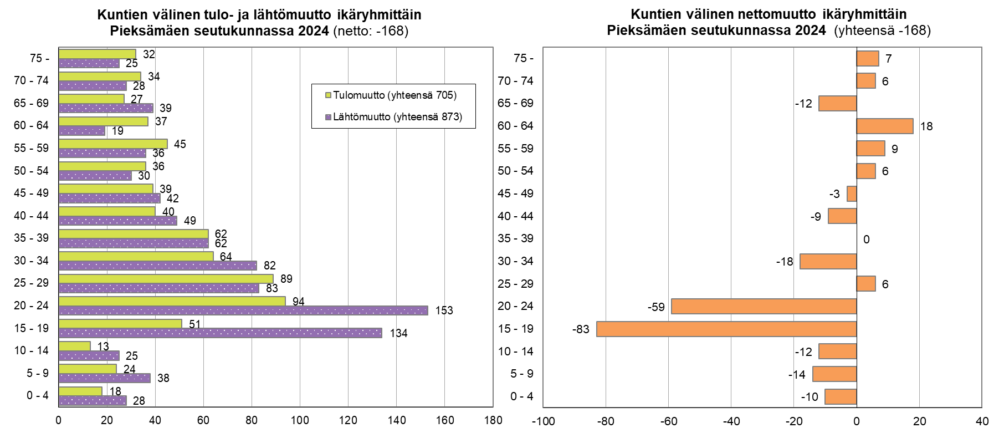 Kuntien välinen tulo- ja lähtömuutto ikäryhmittäin
Pieksämäen seutukunnassa 2024 (netto: -168)
75 -
32
25
70 - 74
34
28
65 - 69
27
39
60 - 64
37
19
55 - 59
45
36
50 - 54
36
30
45 - 49
39
42
40 - 44
40
49
35 - 39
62
62
30 - 34
64
82
25 - 29
89
83
20 - 24
94
153
15 - 19
51
134
10 - 14
13
25
5 - 9
24
38
0 - 4
18
28
0 20 40 60 80 100 120 140 160 180
Tulomuutto (yhteensä 705)
Lähtömuutto (yhteensä 873)
Kuntien välinen nettomuutto ikäryhmittäin
Pieksämäen seutukunnassa 2024 (yhteensä -168)
75 - 7
70 - 74 6
65 - 69 -12
60 - 64 18
55 - 59 9
50 - 54 6
45 - 49 -3
40 - 44 -9
35 - 39 0
30 - 34 -18
25 - 29 6
20 - 24 -59
15 - 19 -83
10 - 14 -12
5 - 9 -14
0 - 4 -10
-100 -80 -60 -40 -20 0 20 40